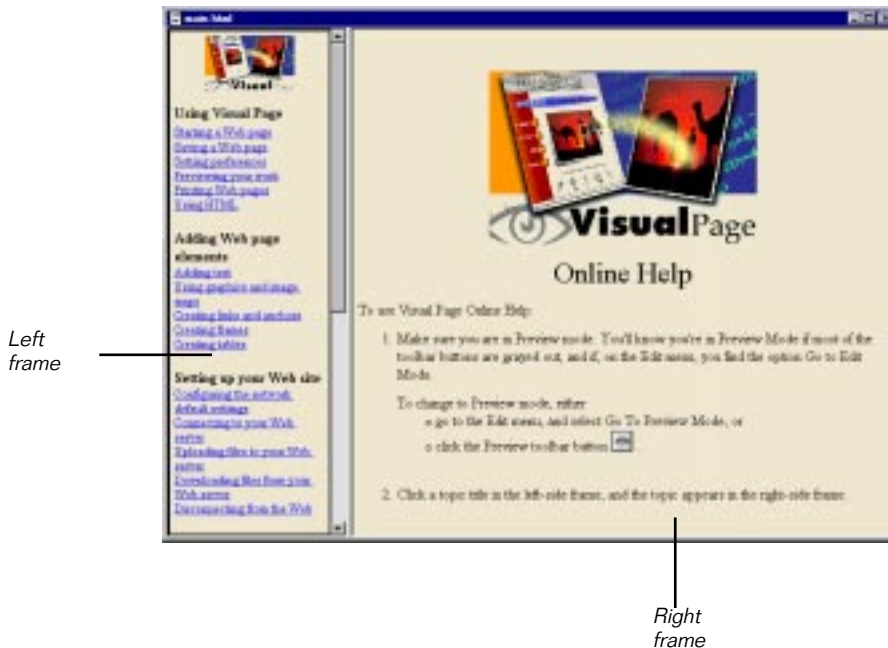 main.html
Visual
Using Visual Page
Starting a Web page
Saving a Web page
Setting preferences
Previewing your work
Printing Web pages
Using HTML
Adding Web page
elements
Adding text
Using graphics and image
maps
Creating links and anchors
Creating frames
Creating tables
Setting up your Web site
Configuring the network
default settings
Connecting to your Web
server
Uploading files to your Web
server
Downloading files from your
Web server
Disconnecting from the Web
VisualPage
Online Help
To use Visual Page Online Help:
1. Make sure you are in Preview mode. You'll know you're in Preview Mode if most of the
toolbar buttons are grayed out, and if, on the Edit menu, you find the option Go to Edit
Mode.
To change to Preview mode, either
o go to the Edit menu, and select Go To Preview Mode, or
o click the Preview toolbar button
2. Click a topic title in the left-side frame, and the topic appears in the right-side frame.
Left
frame
Right
frame